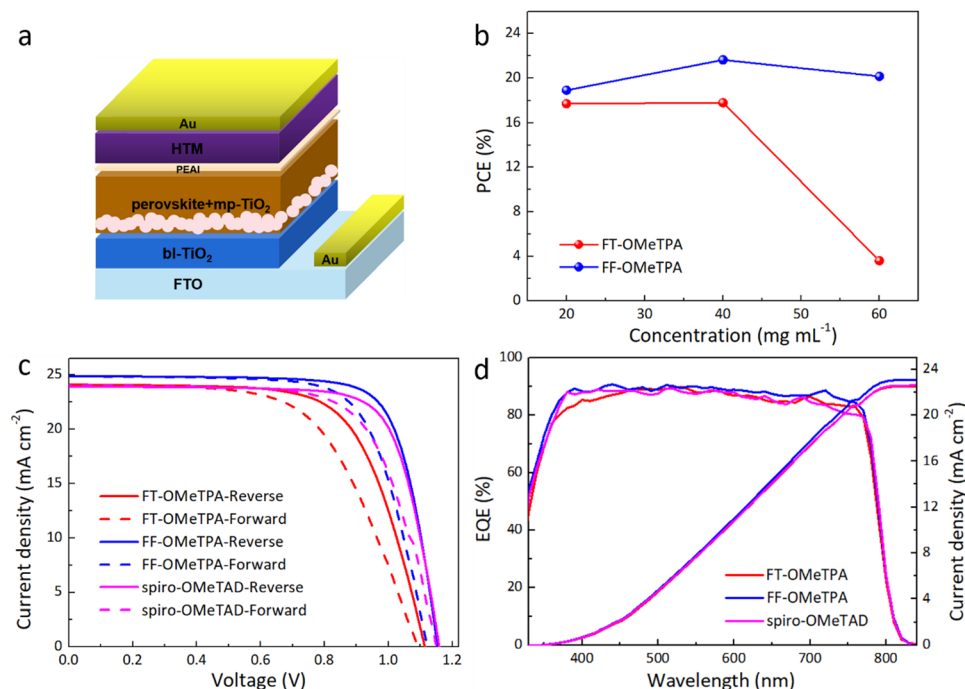 a
Au
HTM
PEAI
perovskite+mp-TiO₂
bl-TiO₂
Au
FTO
b
24
20
16
12
8
4
0
PCE (%)
FT-OMeTPA
FF-OMeTPA
20
30
40
50
60
Concentration (mg mL⁻¹)
c
25
20
15
10
5
0
Current density (mA cm⁻²)
FT-OMeTPA-Reverse
FT-OMeTPA-Forward
FF-OMeTPA-Reverse
FF-OMeTPA-Forward
spiro-OMeTAD-Reverse
spiro-OMeTAD-Forward
0.0
0.2
0.4
0.6
0.8
1.0
1.2
Voltage (V)
d
100
80
60
40
20
0
EQE (%)
FT-OMeTPA
FF-OMeTPA
spiro-OMeTAD
400
500
600
700
800
Wavelength (nm)
24
22
20
16
12
8
4
0
Current density (mA cm⁻²)